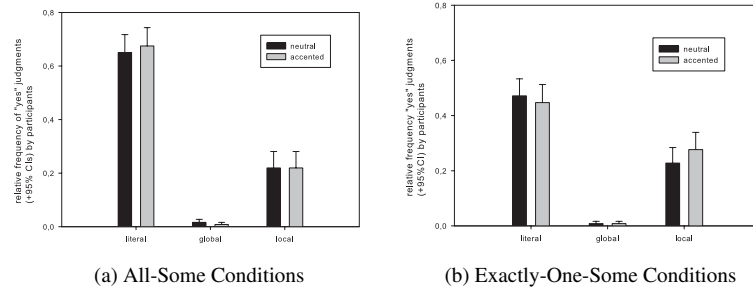 relative frequency of "yes" judgments
(+95% CIs) by participants
0,8
0,6
0,4
0,2
0,0
neutral
accented
literal
global
local
(a) All-Some Conditions
relative frequency "yes" judgments
(+95%CI) by participants
0,8
0,6
0,4
0,2
0,0
neutral
accented
literal
global
local
(b) Exactly-One-Some Conditions